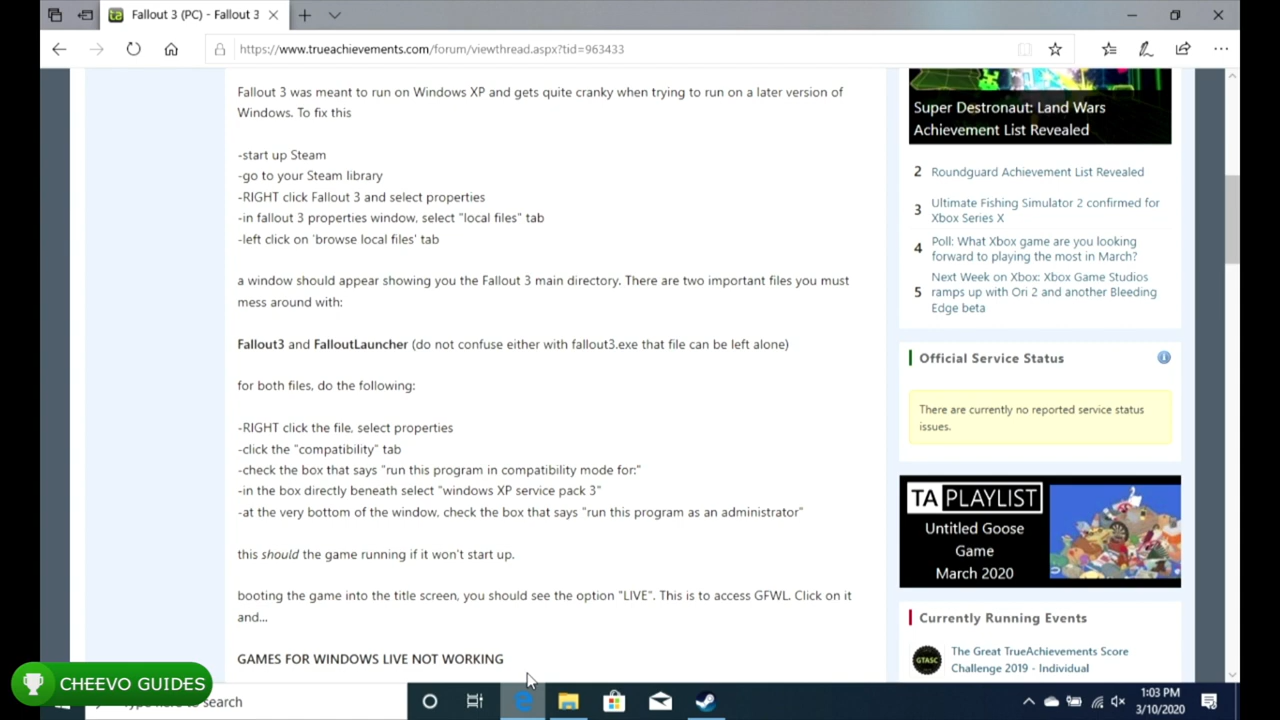 Fallout 3 (PC) - Fallout 3
https://www.trueachievements.com/forum/viewthread.aspx?tid=963433
Fallout 3 was meant to run on Windows XP and gets quite cranky when trying to run on a later version of
Windows. To fix this
-start up Steam
-go to your Steam library
-RIGHT click Fallout 3 and select properties
-in fallout 3 properties window, select "local files" tab
-left click on 'browse local files' tab
a window should appear showing you the Fallout 3 main directory. There are two important files you must
mess around with:
Fallout3 and FalloutLauncher (do not confuse either with fallout3.exe that file can be left alone)
for both files, do the following:
-RIGHT click the file, select properties
-click the "compatibility" tab
-check the box that says "run this program in compatibility mode for:"
-in the box directly beneath select "windows XP service pack 3"
-at the very bottom of the window, check the box that says "run this program as an administrator"
this should the game running if it won't start up.
booting the game into the title screen, you should see the option "LIVE". This is to access GFWL. Click on it
and...
GAMES FOR WINDOWS LIVE NOT WORKING
Super Destronaut: Land Wars
Achievement List Revealed
2 Roundguard Achievement List Revealed
3 Ultimate Fishing Simulator 2 confirmed for
Xbox Series X
4 Poll: What Xbox game are you looking
forward to playing the most in March?
5 Next Week on Xbox: Xbox Game Studios
ramps up with Ori 2 and another Bleeding
Edge beta
Official Service Status
There are currently no reported service status
issues.
TA PLAYLIST
Untitled Goose
Game
March 2020
Currently Running Events
GTASC
The Great TrueAchievements Score
Challenge 2019 - Individual
CHEEVO GUIDES
Type here to search
1:03 PM
3/10/2020